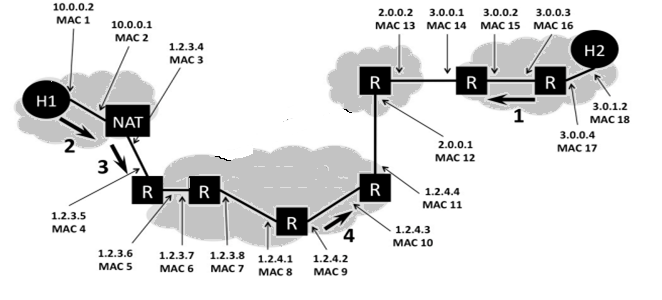 10.0.0.2
MAC 1
10.0.0.1
MAC 2
1.2.3.4
MAC 3
2.0.0.2
MAC 13
3.0.0.1
MAC 14
3.0.0.2
MAC 15
3.0.0.3
MAC 16
H2
H1
NAT
R
R
R
1
2
3
3.0.1.2
MAC 18
3.0.0.4
MAC 17
2.0.0.1
MAC 12
R
R
R
R
1.2.4.4
MAC 11
1.2.3.5
MAC 4
4
1.2.4.3
MAC 10
1.2.3.6
MAC 5
1.2.3.7
MAC 6
1.2.3.8
MAC 7
1.2.4.1
MAC 8
1.2.4.2
MAC 9